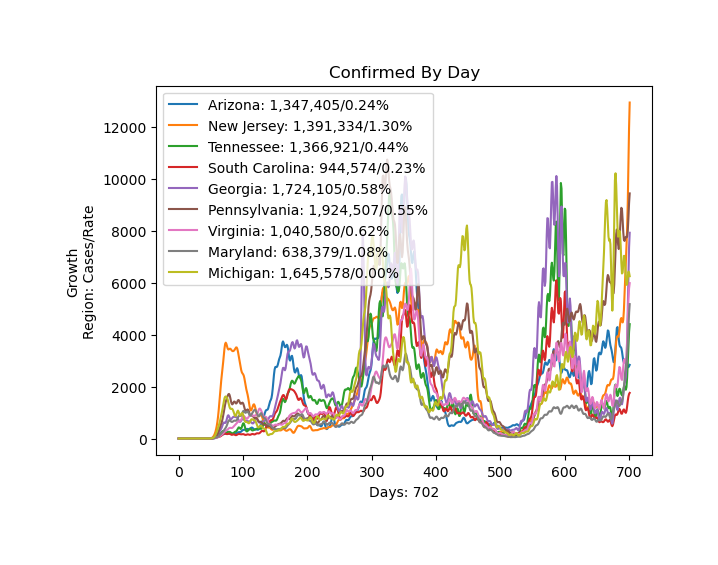 Confirmed By Day
Growth
Region: Cases/Rate
12000
10000
8000
6000
4000
2000
0
Arizona: 1,347,405/0.24%
New Jersey: 1,391,334/1.30%
Tennessee: 1,366,921/0.44%
South Carolina: 944,574/0.23%
Georgia: 1,724,105/0.58%
Pennsylvania: 1,924,507/0.55%
Virginia: 1,040,580/0.62%
Maryland: 638,379/1.08%
Michigan: 1,645,578/0.00%
0 100 200 300 400 500 600 700
Days: 702